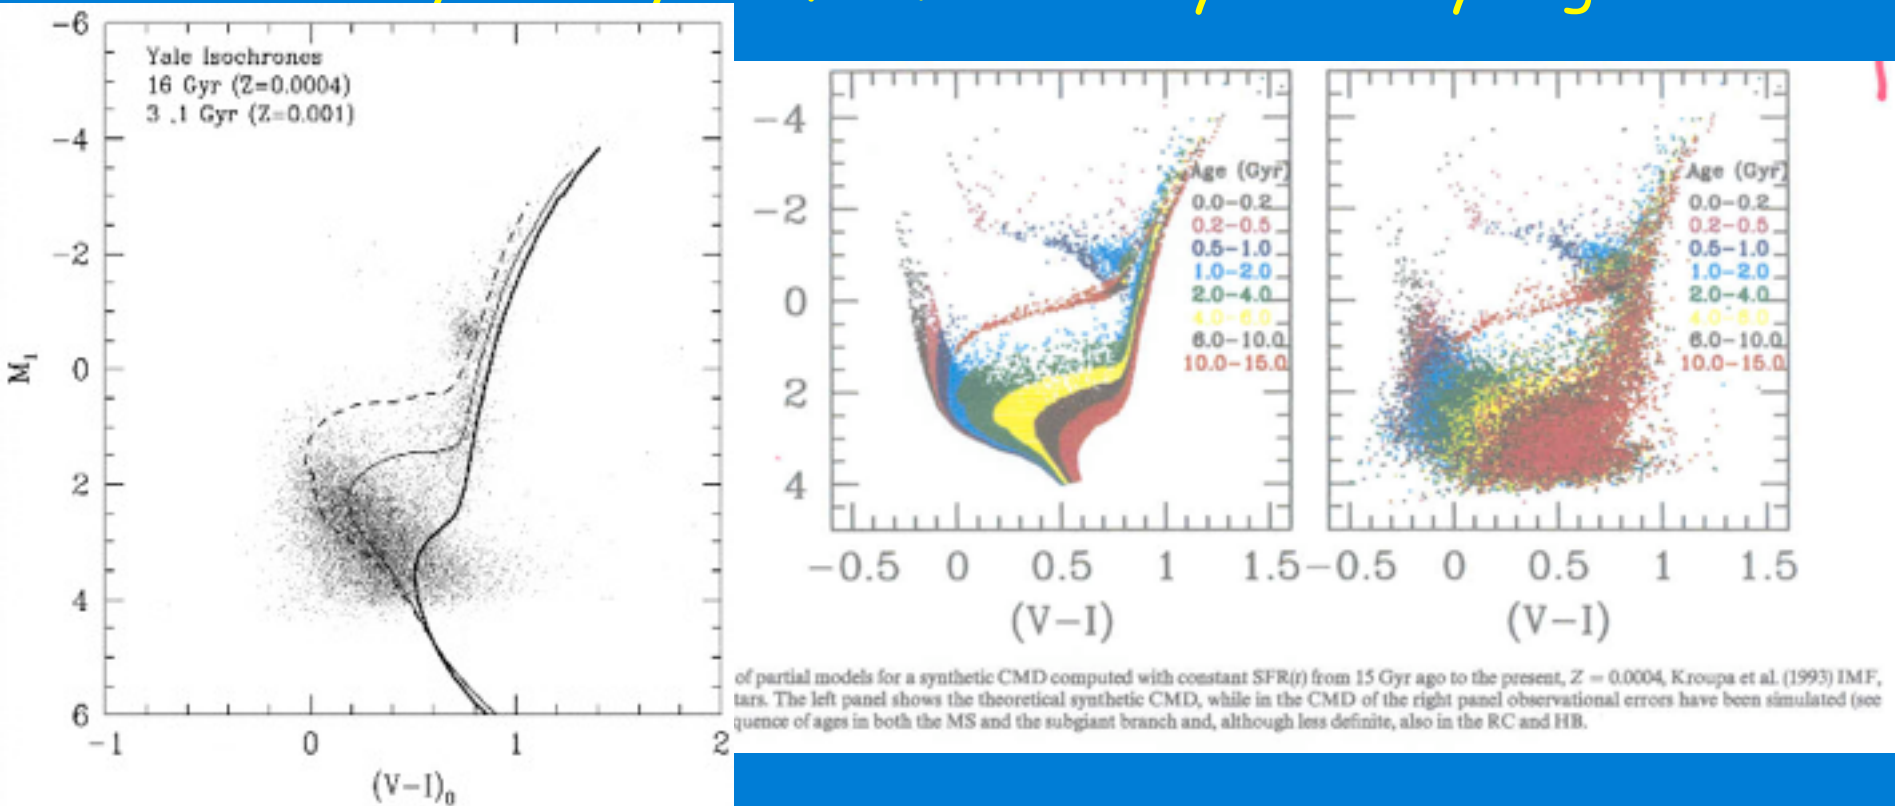 -6
-4
-2
0
2
4
6
M_I
Yale Isochrones
16 Gyr (Z=0.0004)
3 .1 Gyr (Z=0.001)
-1 0 1 2
(V-I)_0
-4
-2
0
2
4
Age (Gyr)
0.0-0.2
0.2-0.5
0.5-1.0
1.0-2.0
2.0-4.0
4.0-6.0
6.0-10.0
10.0-15.0
-0.5 0 0.5 1 1.5
(V-I)
Age (Gyr)
0.0-0.2
0.2-0.5
0.5-1.0
1.0-2.0
2.0-4.0
4.0-6.0
6.0-10.0
10.0-15.0
-0.5 0 0.5 1 1.5
(V-I)
of partial models for a synthetic CMD computed with constant SFR(t) from 15 Gyr ago to the present, Z = 0.0004, Kroupa et al. (1993) IMF,
tars. The left panel shows the theoretical synthetic CMD, while in the CMD of the right panel observational errors have been simulated (see
quence of ages in both the MS and the subgiant branch and, although less definite, also in the RC and HB.